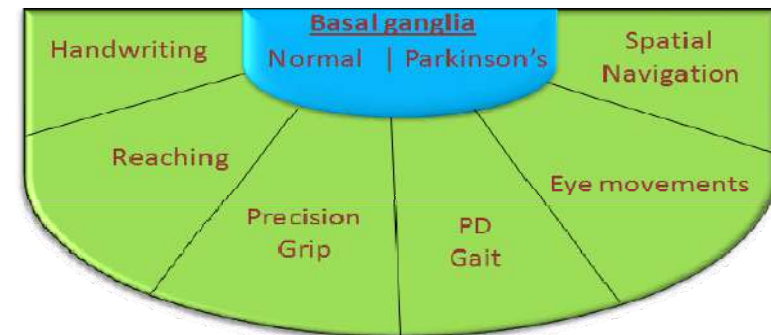 Basal ganglia
Normal | Parkinson's
Handwriting
Reaching
Precision
Grip
PD
Gait
Eye movements
Spatial
Navigation